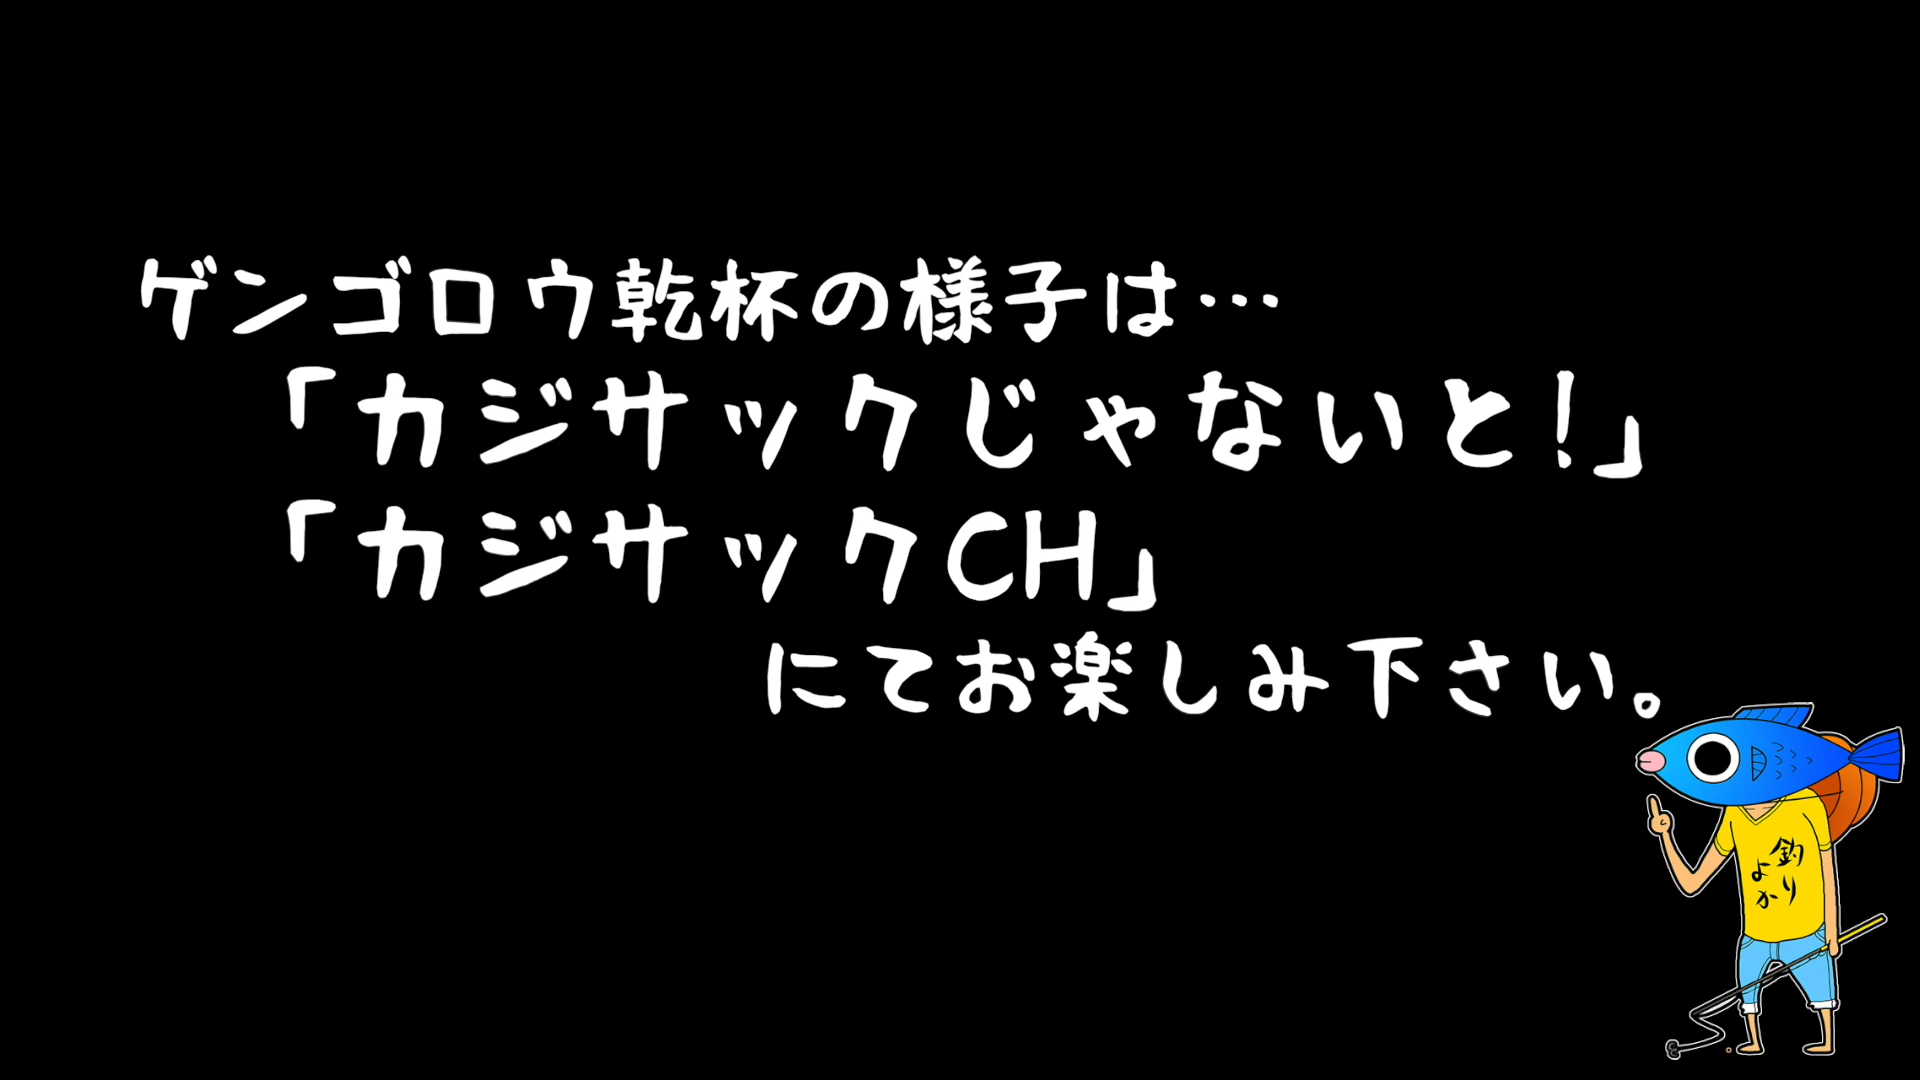 ゲンゴロウ乾杯の様子は…
「カジサックじゃないと!」
「カジサックCH」
にてお楽しみ下さい。
釣り
よか